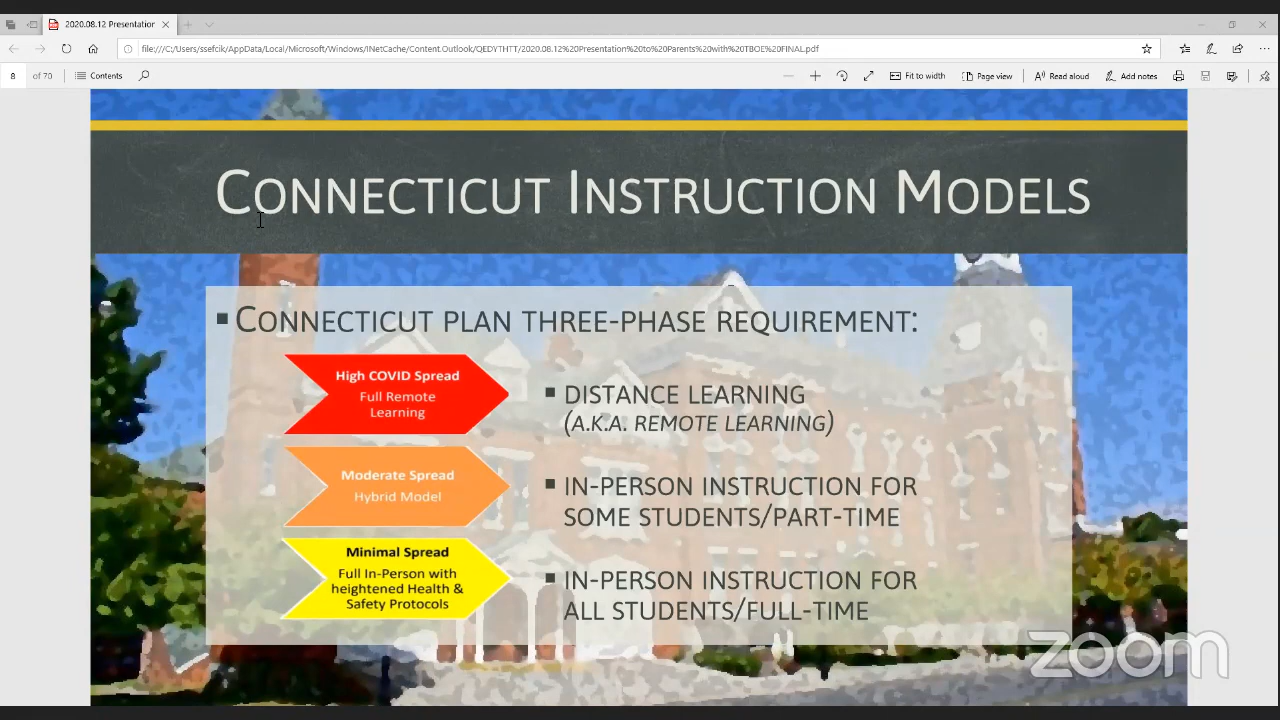 2020.08.12 Presentation
file:///C:/Users/ssefcik/AppData/Local/Microsoft/Windows/INetCache/Content.Outlook/QEDYTHTT/2020.08.12%20Presentation%20to%20Parents%20with%20TBOE%20FINAL.pdf
8 of 70 Contents Fit to width Page view Read aloud Add notes
CONNECTICUT INSTRUCTION MODELS
CONNECTICUT PLAN THREE-PHASE REQUIREMENT:
High COVID Spread
Full Remote
Learning
DISTANCE LEARNING
(A.K.A. REMOTE LEARNING)
Moderate Spread
Hybrid Model
IN-PERSON INSTRUCTION FOR
SOME STUDENTS/PART-TIME
Minimal Spread
Full In-Person with
heightened Health &
Safety Protocols
IN-PERSON INSTRUCTION FOR
ALL STUDENTS/FULL-TIME
zoom